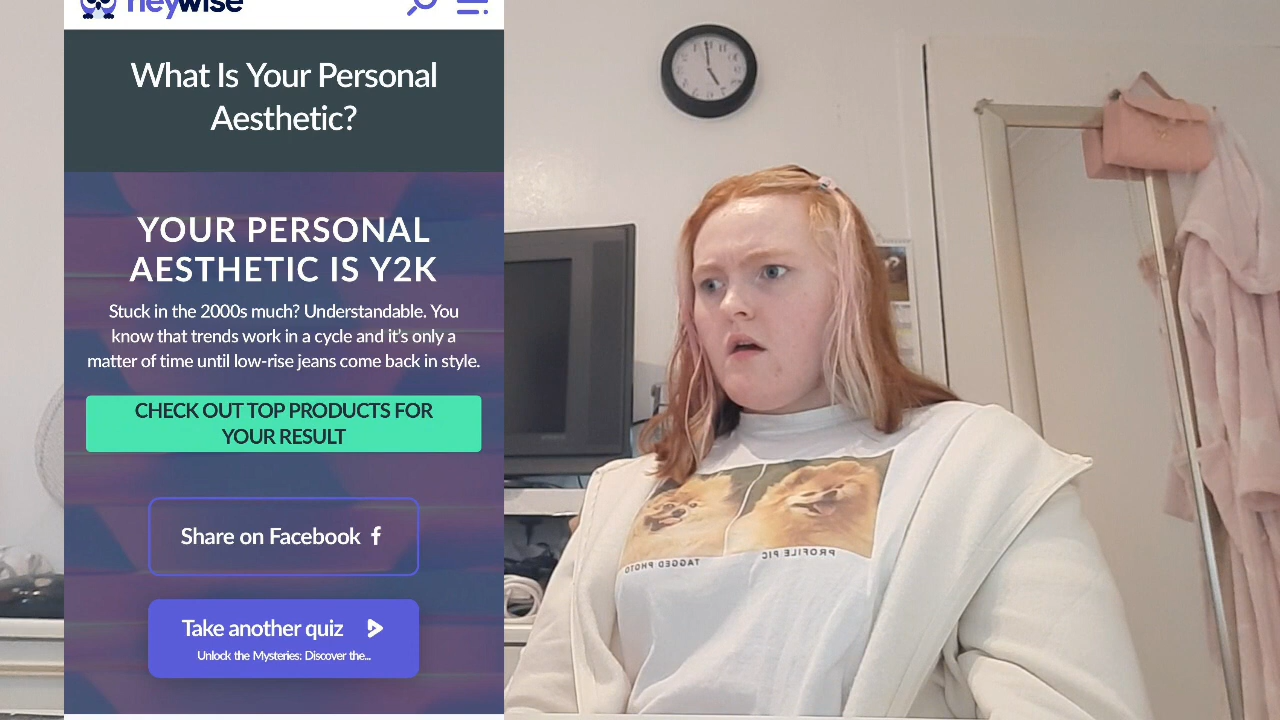 heywise
What Is Your Personal
Aesthetic?
YOUR PERSONAL
AESTHETIC IS Y2K
Stuck in the 2000s much? Understandable. You
know that trends work in a cycle and it's only a
matter of time until low-rise jeans come back in style.
CHECK OUT TOP PRODUCTS FOR
YOUR RESULT
Share on Facebook
Take another quiz
Unlock the Mysteries: Discover the...
TAGGED PHOTO
PROFILE PIC